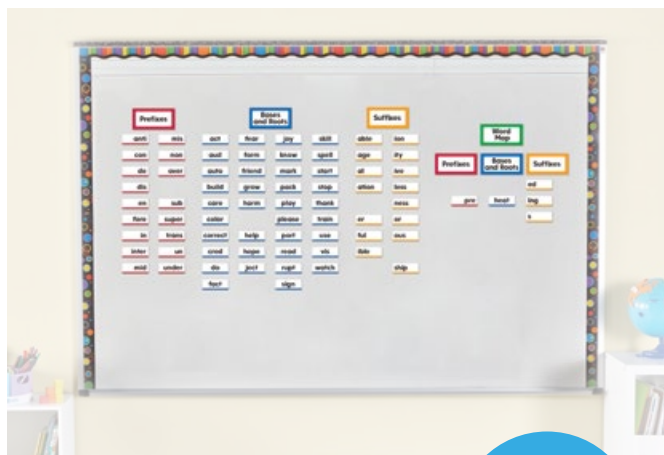 Prefixes
anti mis
con non
de over
dis
en sub
fore super
in trans
inter un
mid under
Bases
and Roots
act fear joy skill
aud form know spell
auto friend mark start
build grow pack stop
care harm play thank
color please train
correct help port use
cred hope read vis
do ject rupt watch
fact sign
Suffixes
able ion
age ity
al ive
ation less
ness
er or
ful ous
ible
ship
Word
Map
Prefixes
Bases
and Roots
Suffixes
ed
pre heat ing
s